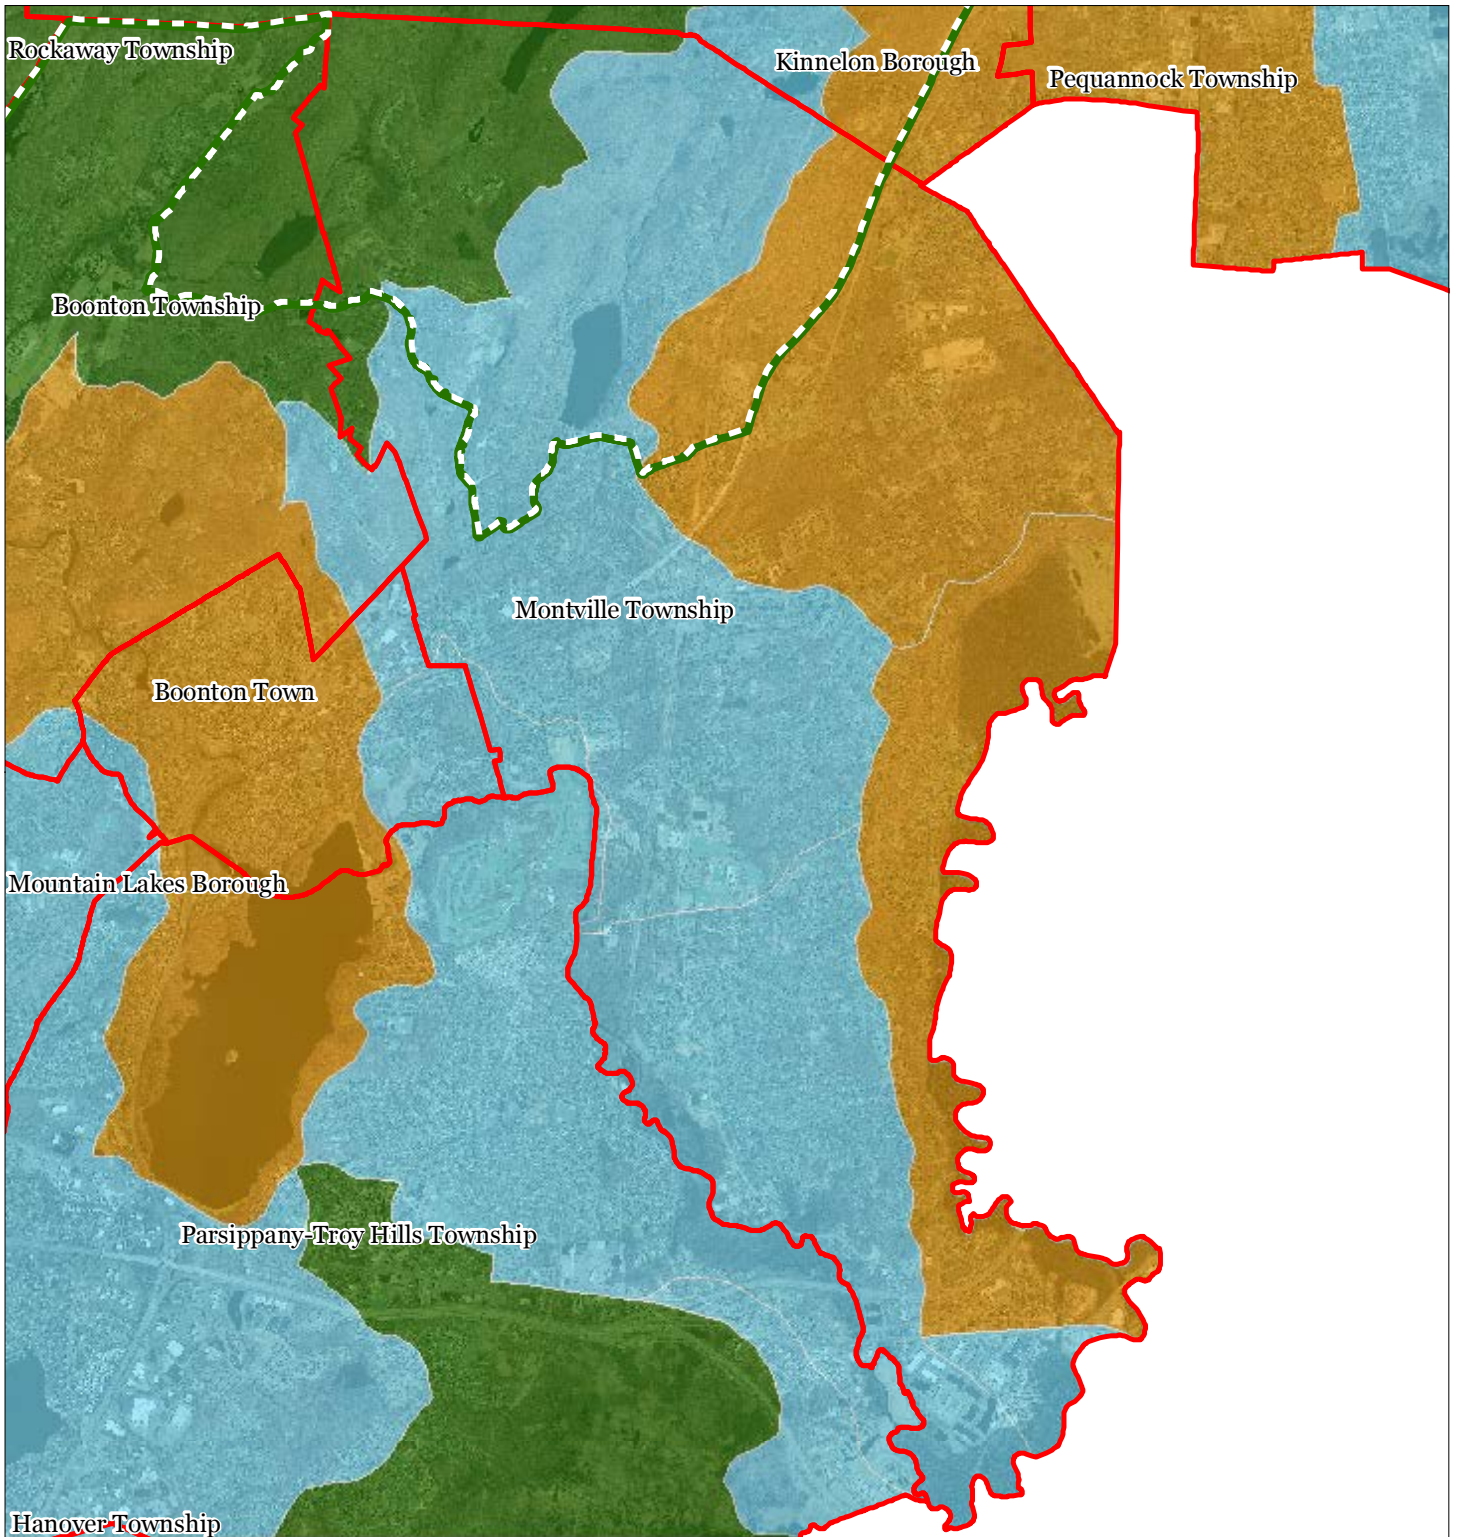 Rockaway Township
Kinnelon Borough
Pequannock Township
Boonton Township
Montville Township
Boonton Town
Mountain Lakes Borough
Parsippany-Troy Hills Township
Hanover Township